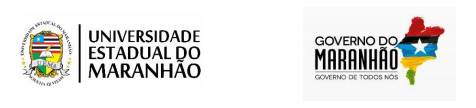 UNIVERSIDADE
ESTADUAL DO
MARANHÃO
GOVERNO DO
MARANHÃO
GOVERNO DE TODOS NÓS